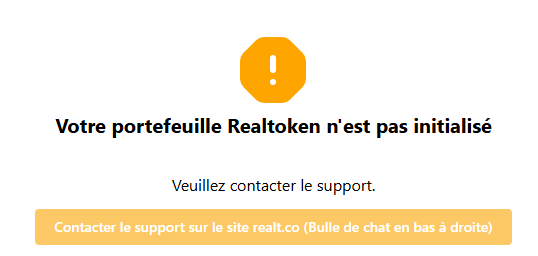 Votre portefeuille Realtoken n'est pas initialisé
Veuillez contacter le support.
Contacter le support sur le site realt.co (Bulle de chat en bas à droite)